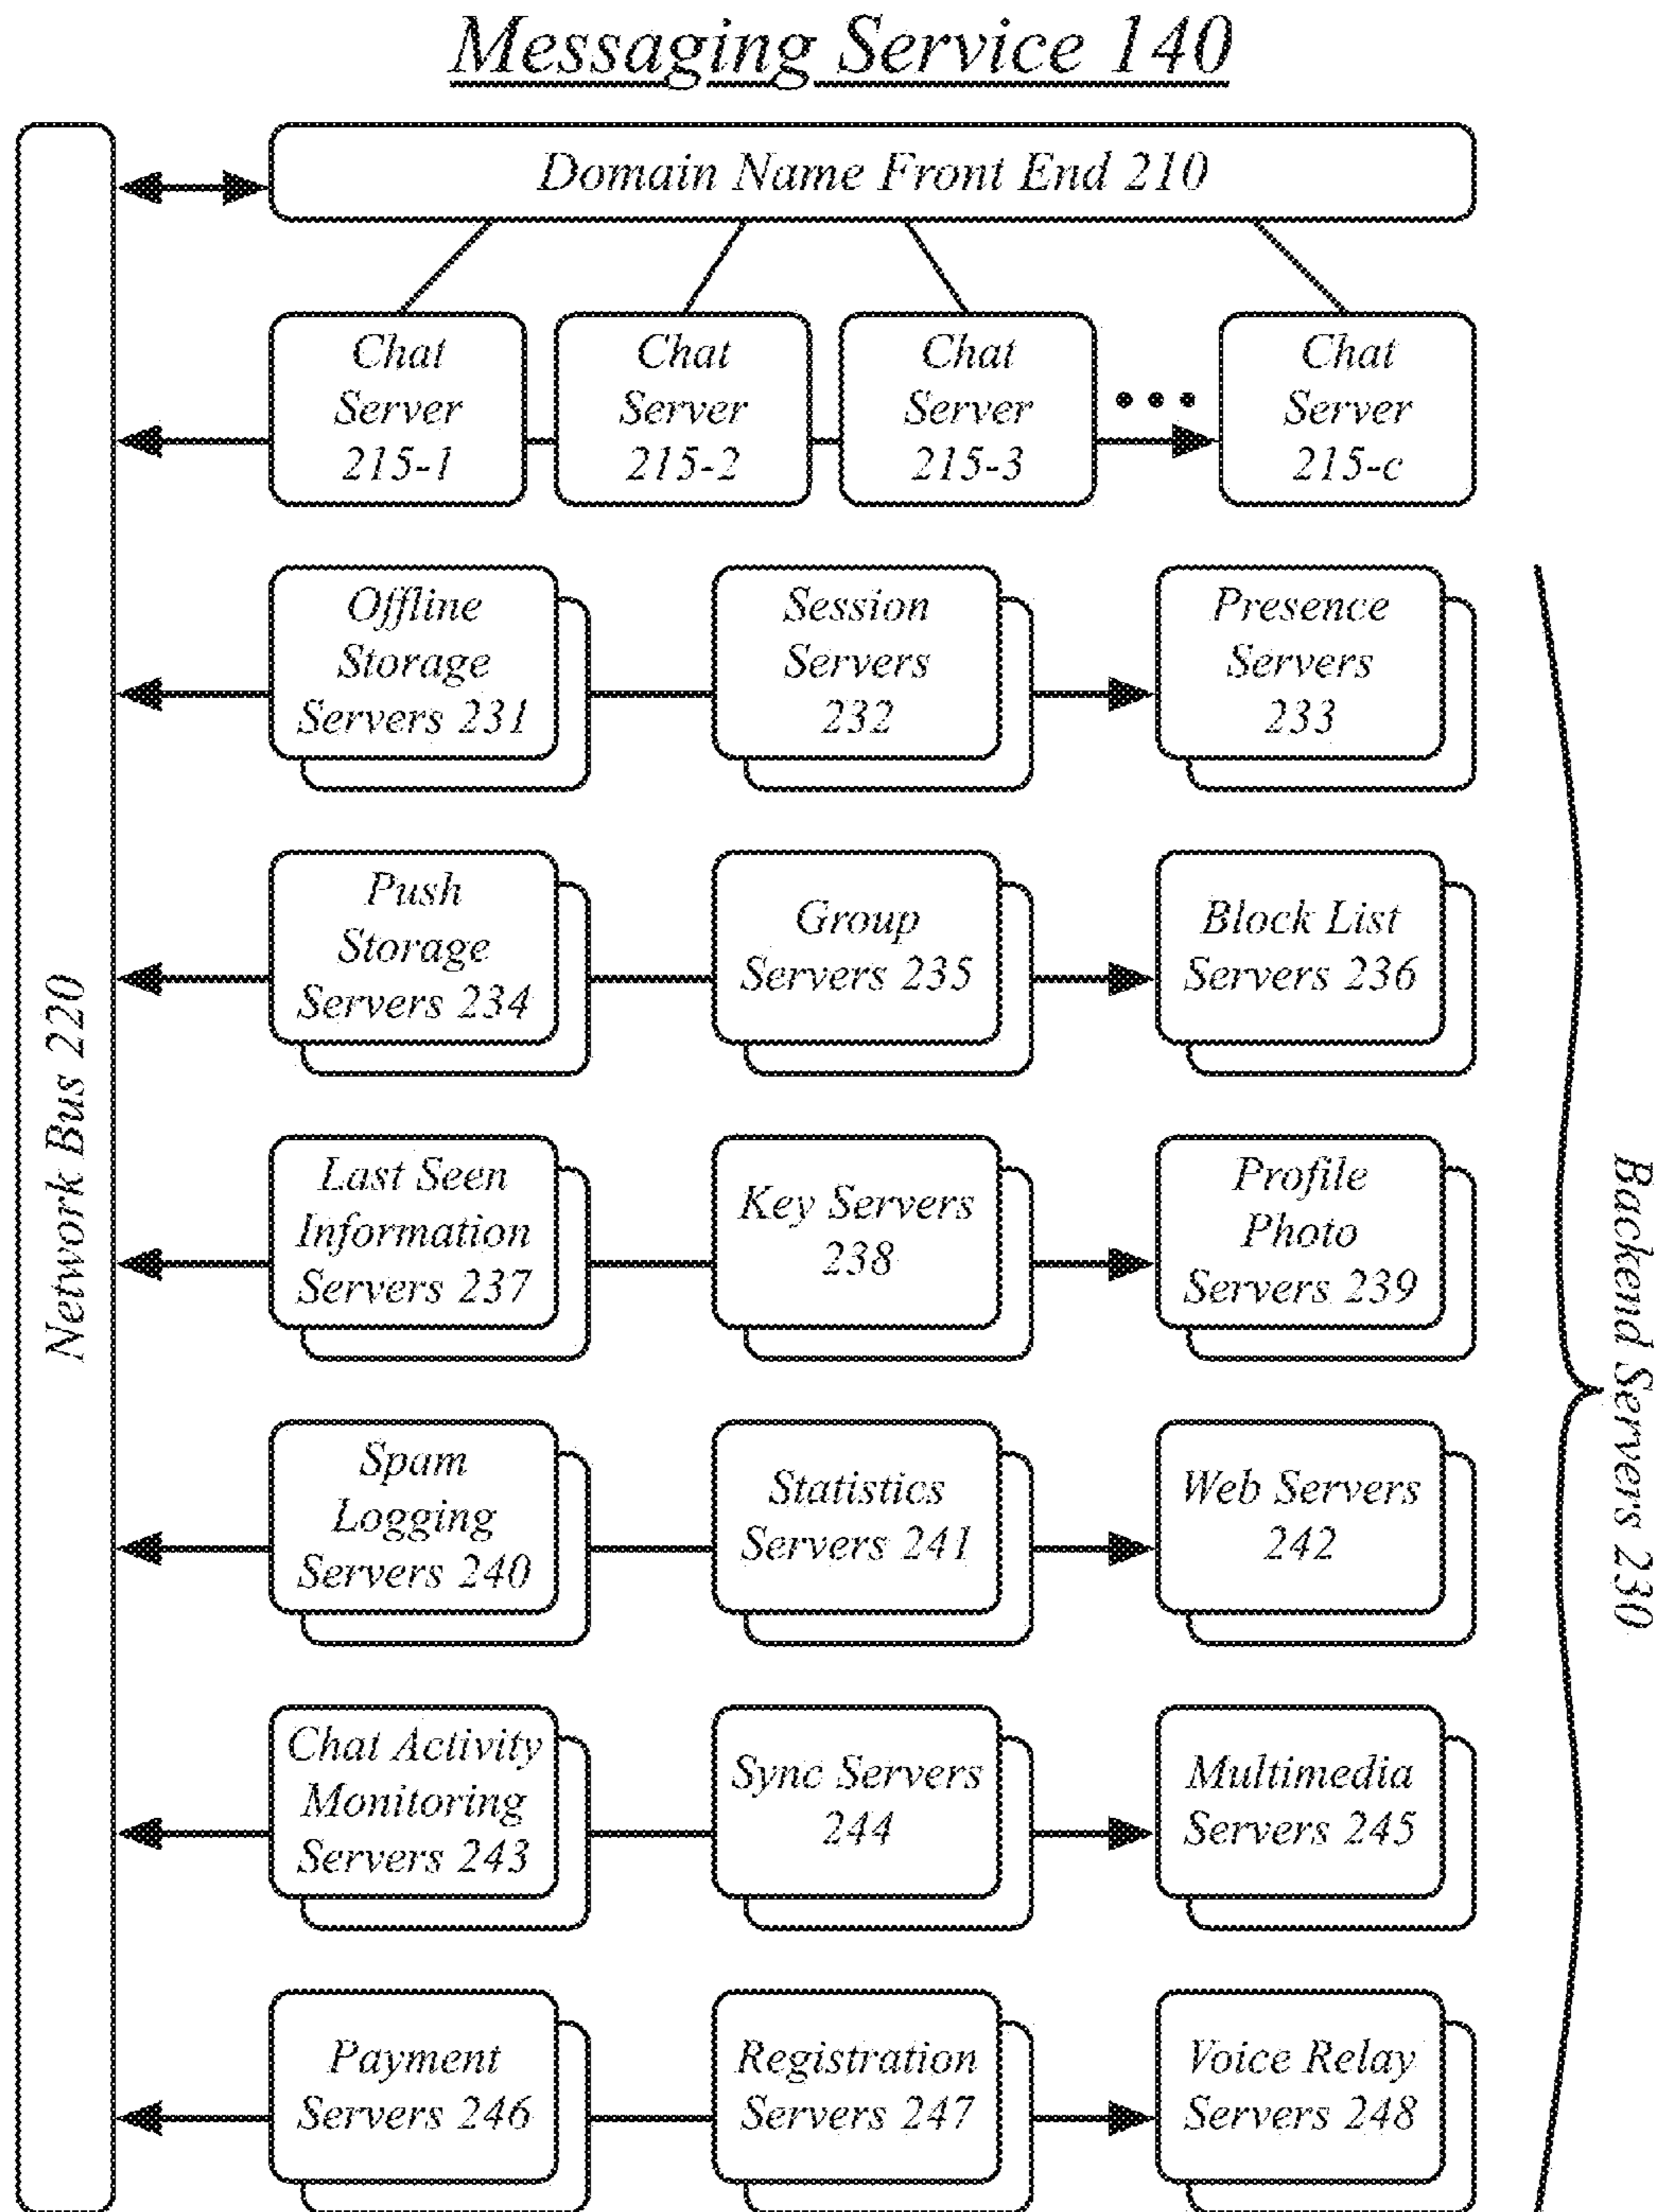 Messaging Service 140
Domain Name Front End 210
Chat
Server
215-1
Chat
Server
215-2
Chat
Server
215-3
•••
Chat
Server
215-c
Network Bus 220
Offline
Storage
Servers 231
Session
Servers
232
Presence
Servers
233
Push
Storage
Servers 234
Group
Servers 235
Block List
Servers 236
Last Seen
Information
Servers 237
Key Servers
238
Profile
Photo
Servers 239
Spam
Logging
Servers 240
Statistics
Servers 241
Web Servers
242
Chat Activity
Monitoring
Servers 243
Sync Servers
244
Multimedia
Servers 245
Payment
Servers 246
Registration
Servers 247
Voice Relay
Servers 248
Backend Servers 230